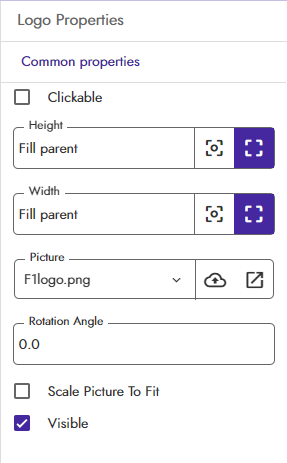 Logo Properties
Common properties
Clickable
Height
Fill parent
Width
Fill parent
Picture
F1logo.png
Rotation Angle
0.0
Scale Picture To Fit
Visible